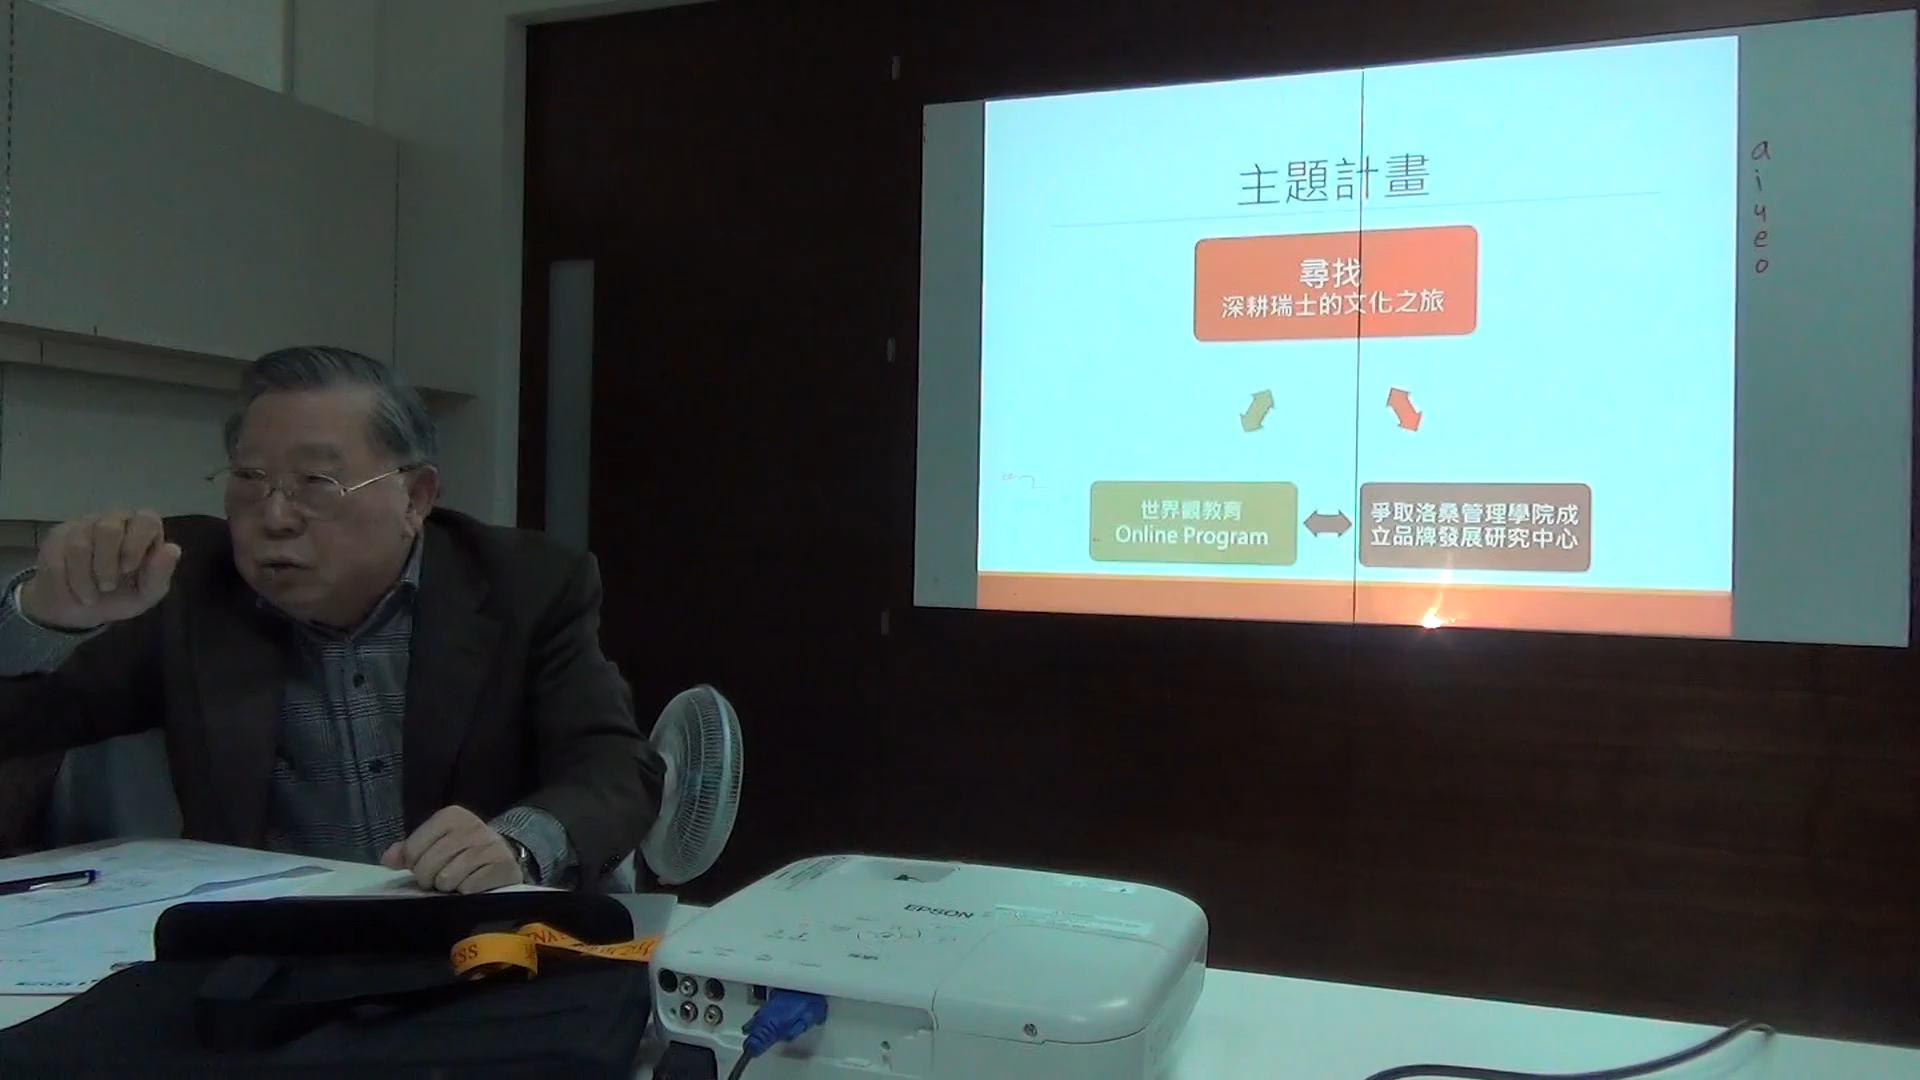 主題計畫
尋找
深耕瑞士的文化之旅
世界觀教育
Online Program
爭取洛桑管理學院成
立品牌發展研究中心
a
i
u
e
o
EPSON